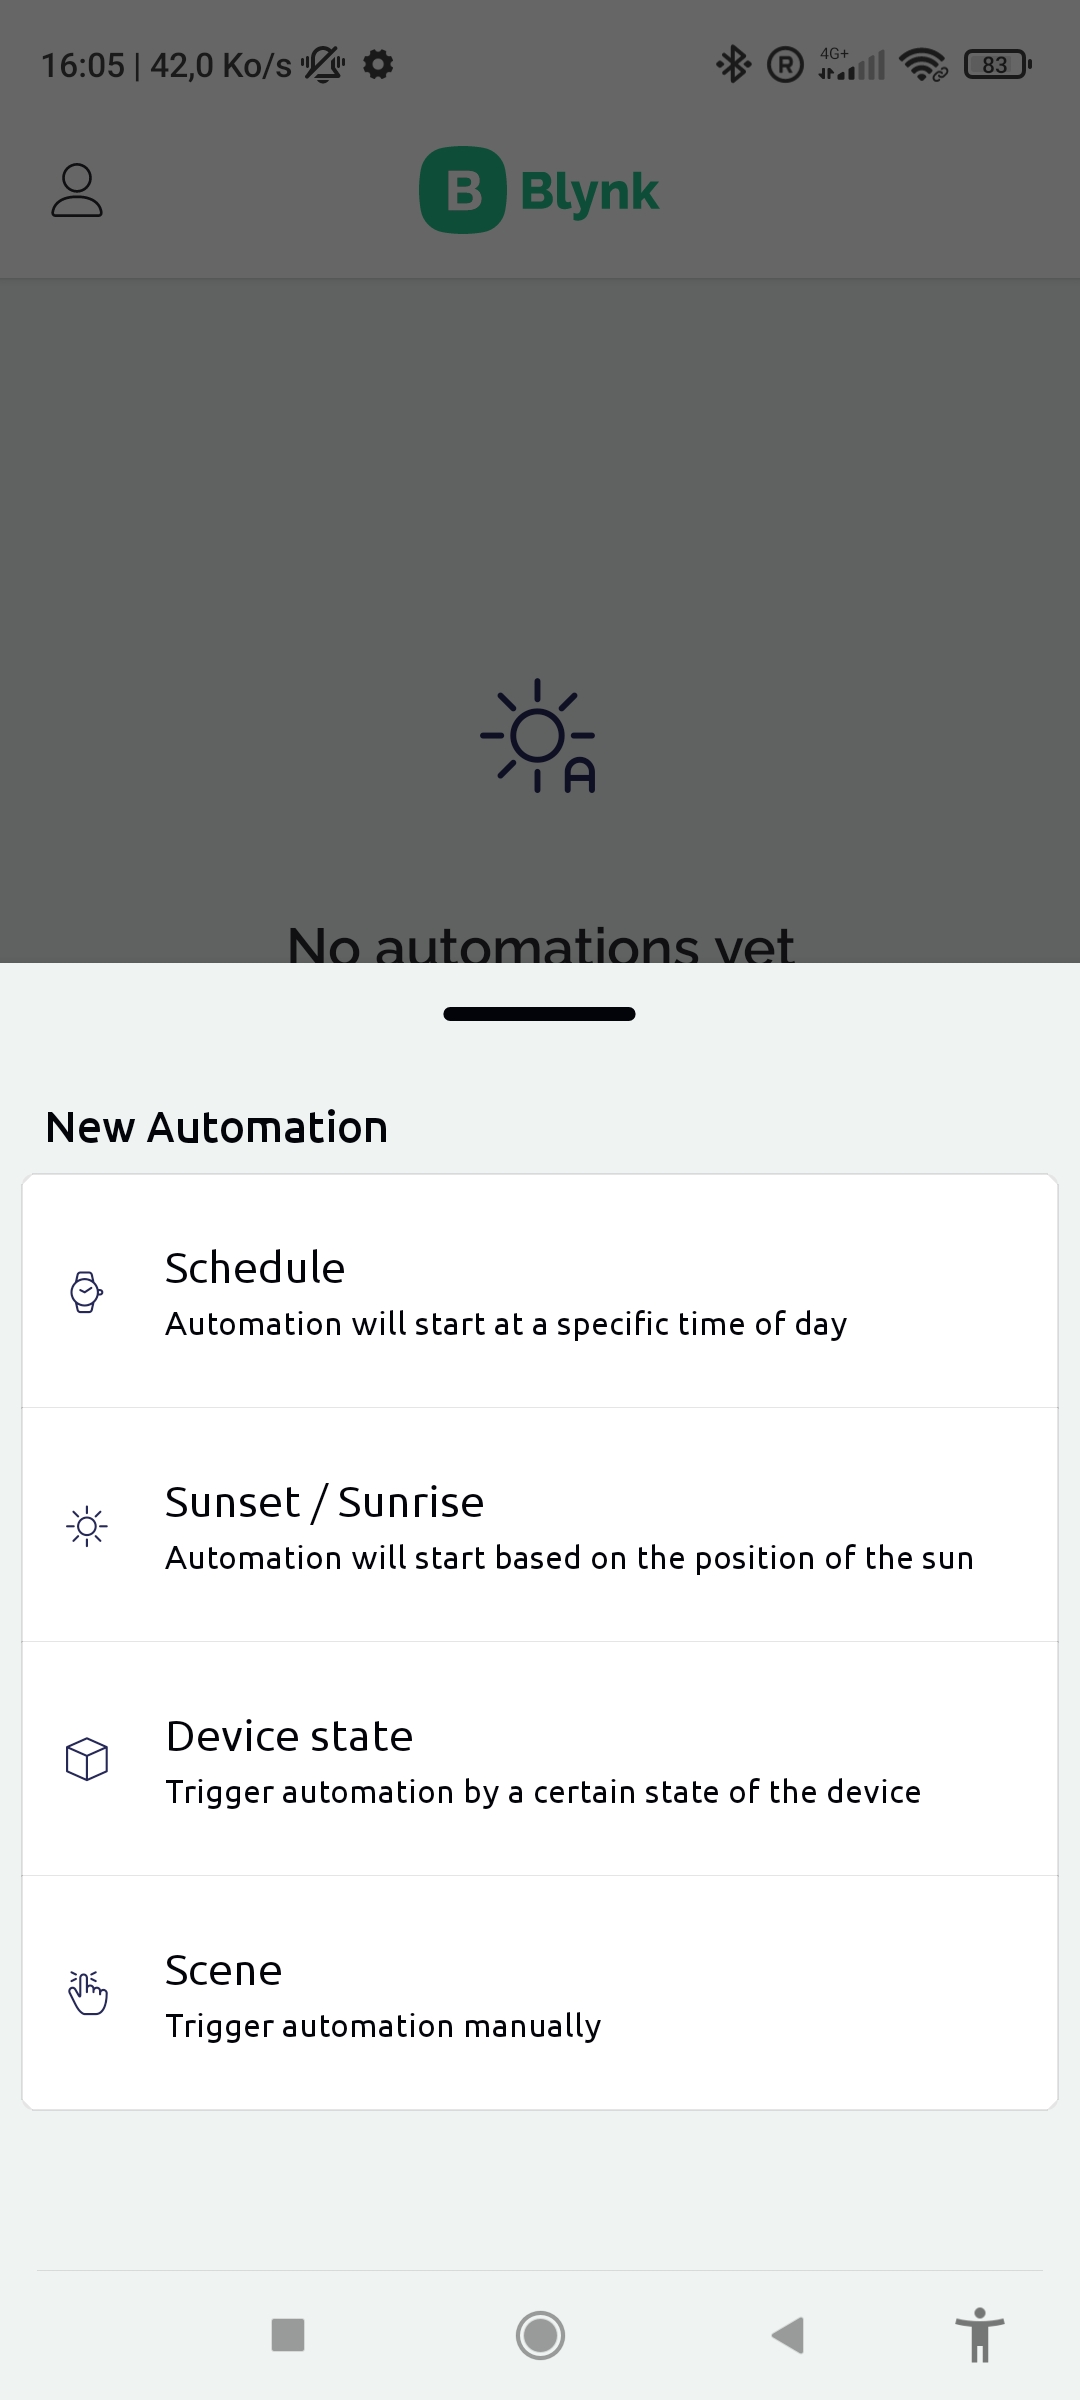 16:05 | 42,0 Ko/s
R
4G+
83
B Blynk
A
No automations yet
New Automation
Schedule
Automation will start at a specific time of day
Sunset / Sunrise
Automation will start based on the position of the sun
Device state
Trigger automation by a certain state of the device
Scene
Trigger automation manually